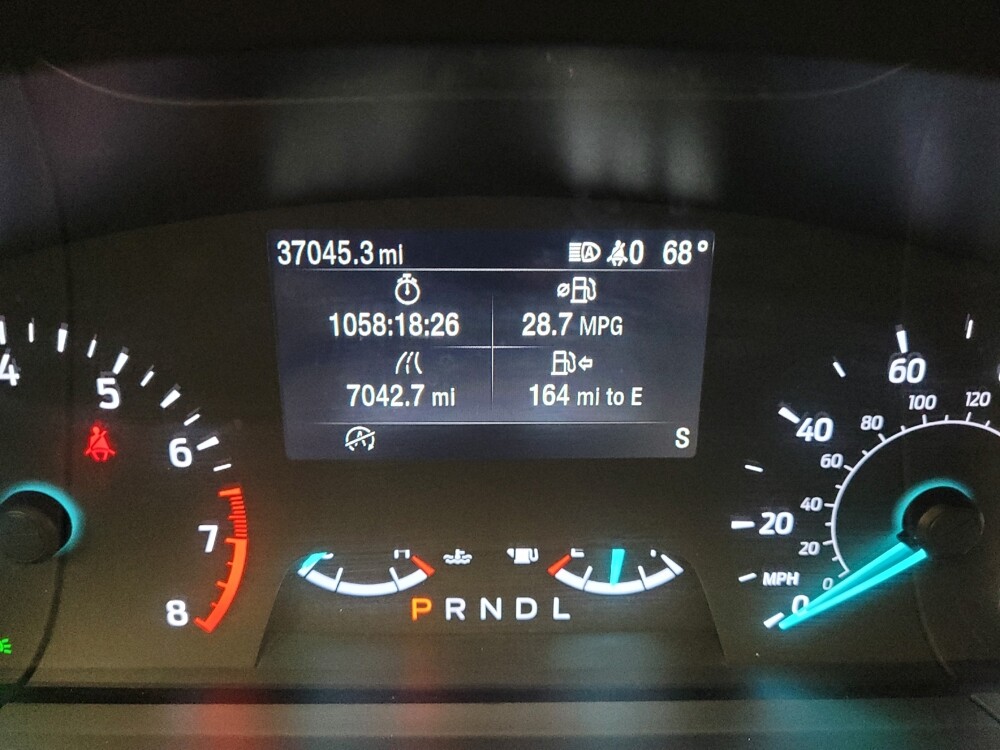 37045.3 mi 0 68°
1058:18:26 28.7 MPG
7042.7 mi 164 mi to E
A S
4 5 6 7 8
P R N D L
0 20 40 60
MPH
0 20 40 60 80 100 120